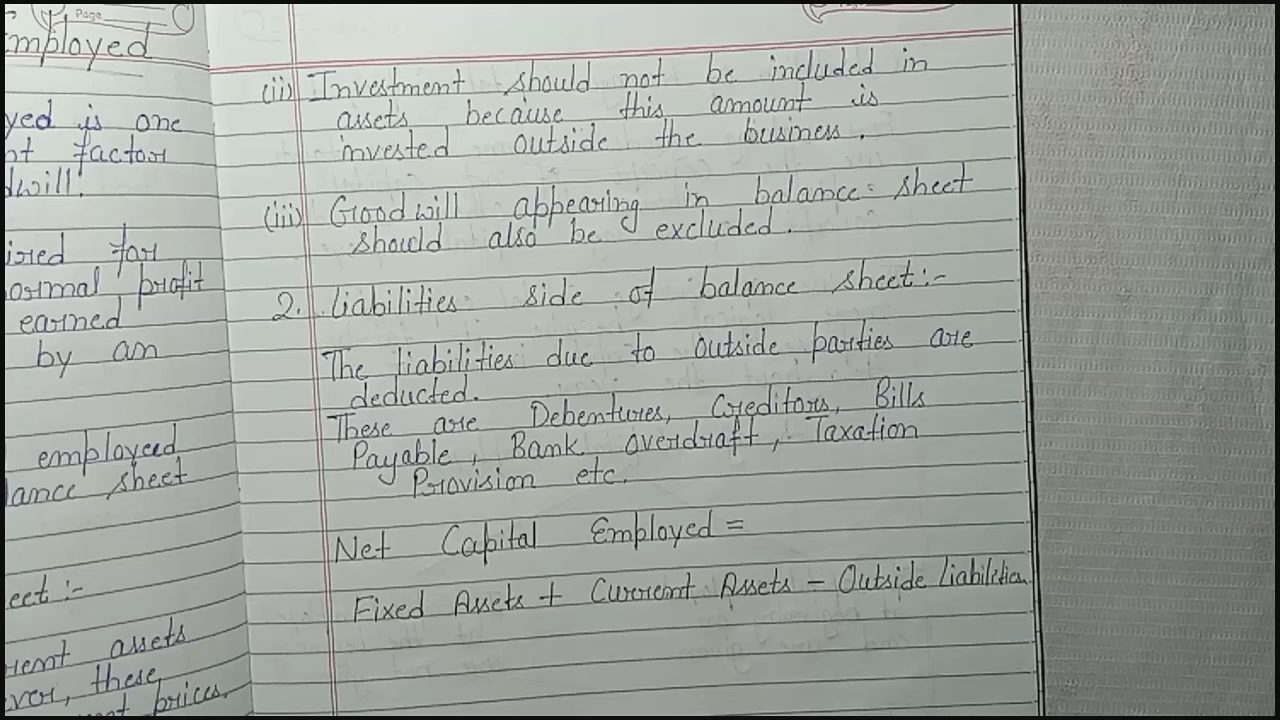 Page
Employed
yed is one
nt factor
dwill.
ired for
ormal profit
earned
by an
employed
lance sheet
eet :-
rent assets
ver, these
nt prices.
(ii) Investment should not be included in
assets because this amount is
invested outside the business.
(iii) Goodwill appearing in balance sheet
should also be excluded.
2. liabilities side of balance sheet:-
The liabilities due to outside parties are
deducted.
These are Debentures, Creditors, Bills
Payable, Bank overdraft, Taxation
Provision etc.
Net Capital Employed =
Fixed Assets + Current Assets - Outside